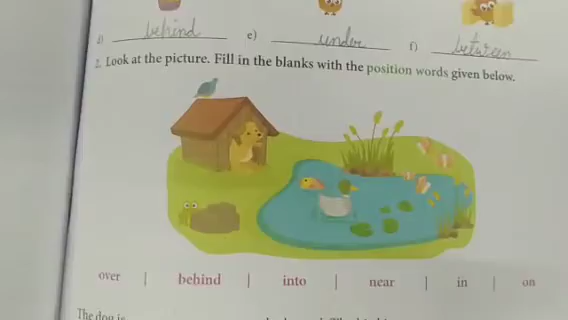 d) behind e) under f) between
2. Look at the picture. Fill in the blanks with the position words given below.
over | behind | into | near | in | on
The dog is